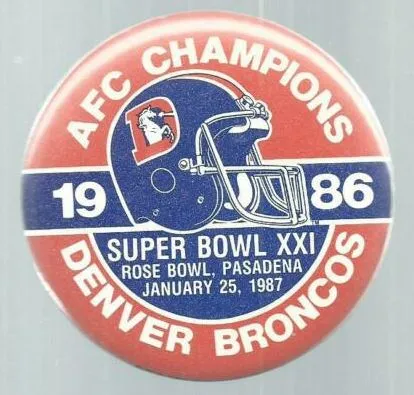 AFC CHAMPIONS
19 86
SUPER BOWL XXI
ROSE BOWL, PASADENA
JANUARY 25, 1987
DENVER BRONCOS